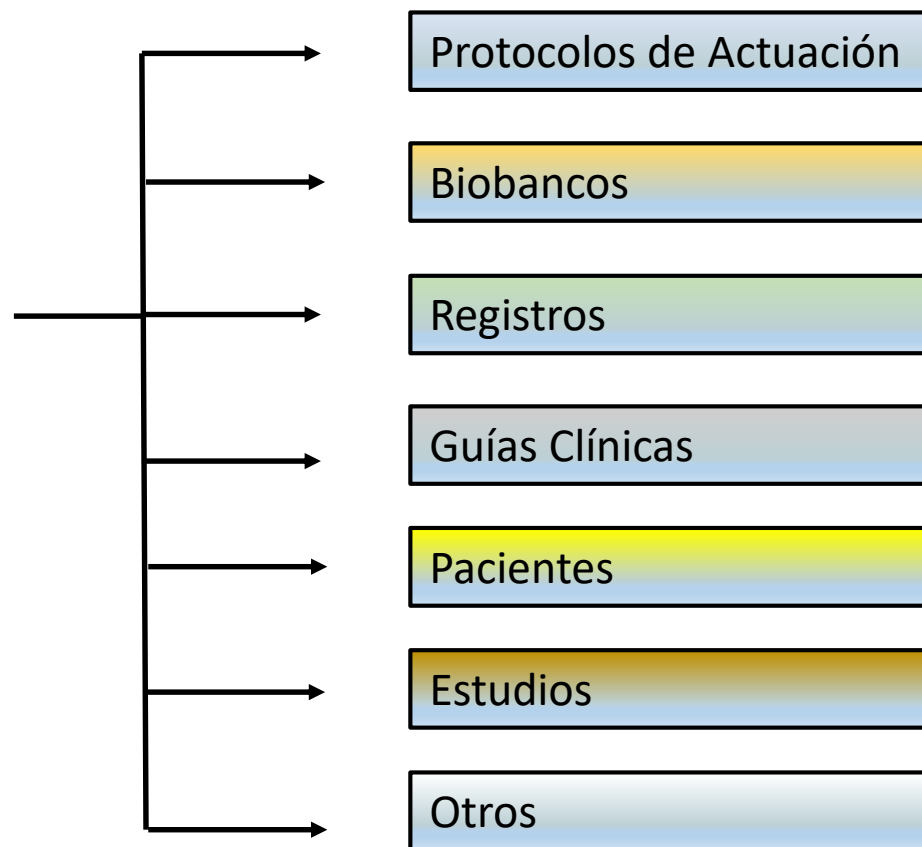 Protocolos de Actuación
Biobancos
Registros
Guías Clínicas
Pacientes
Estudios
Otros